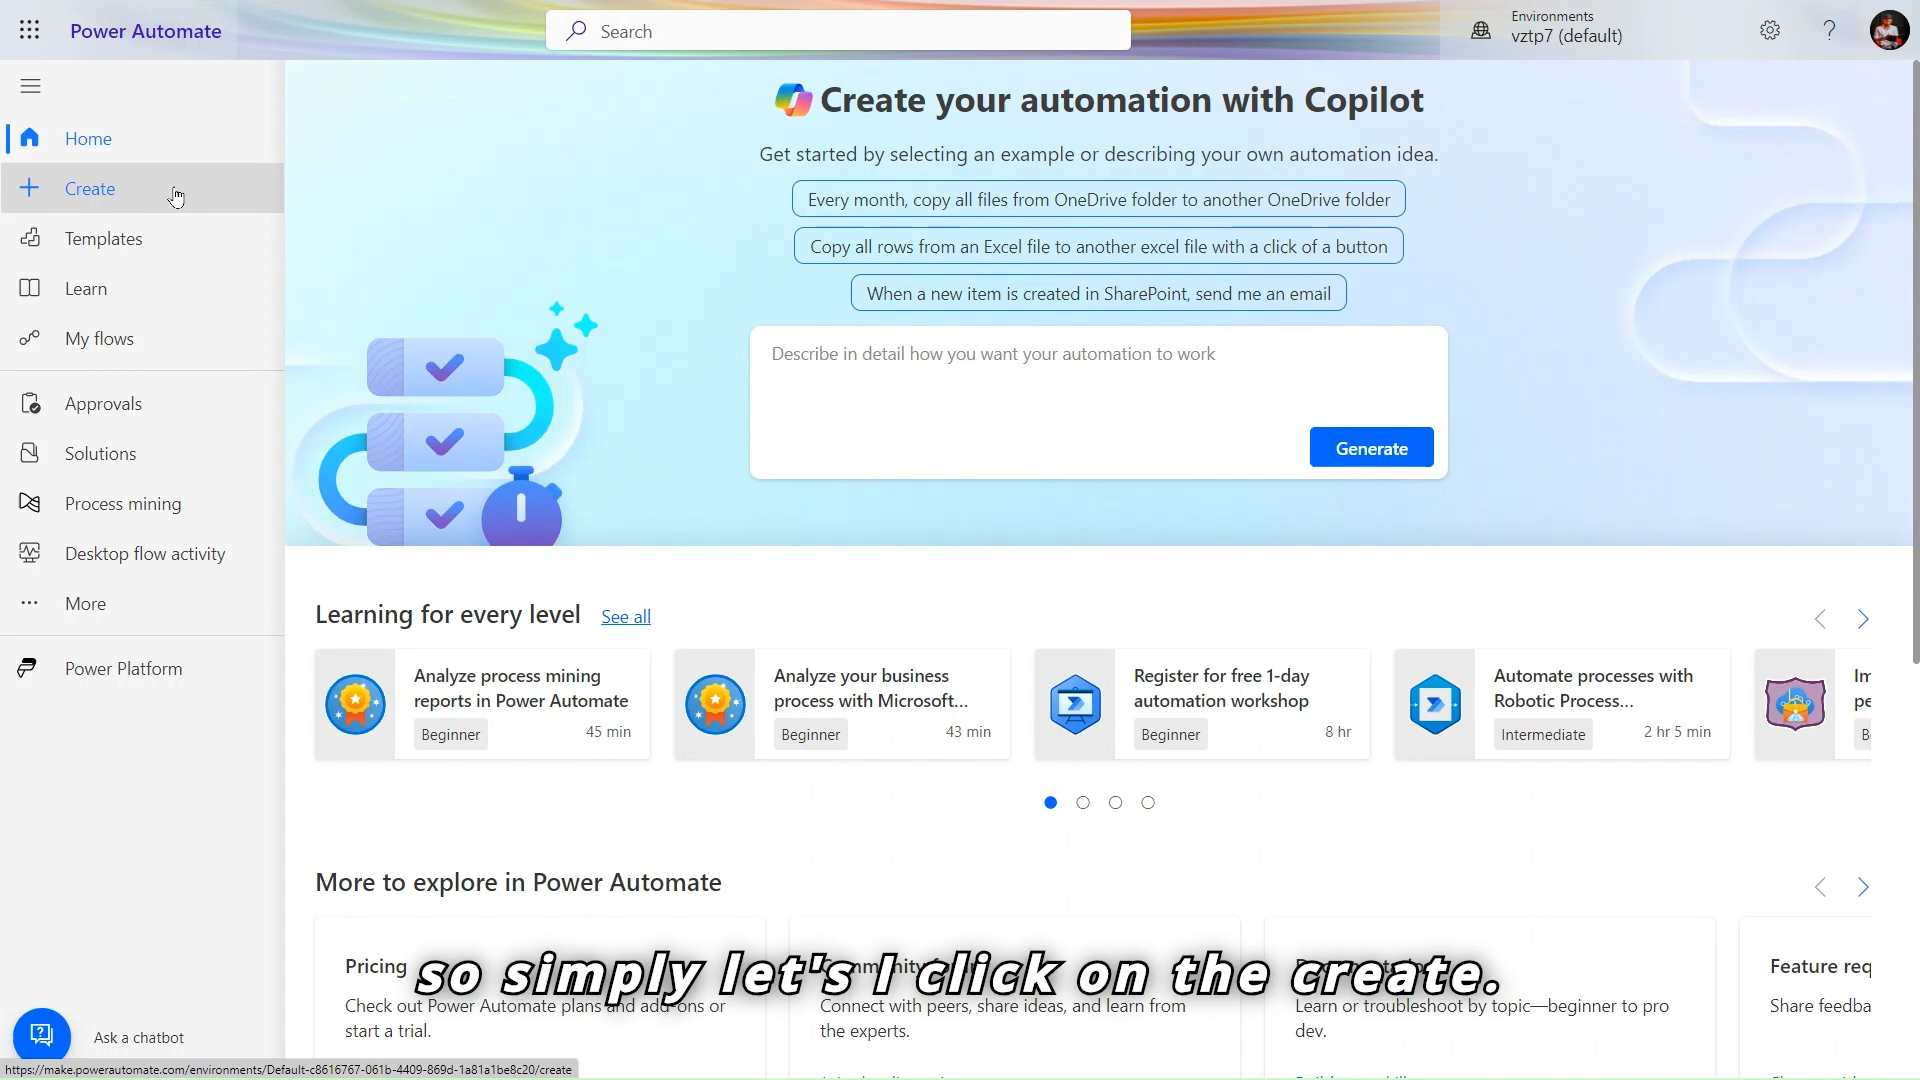 Power Automate
Search
Environments
vztp7 (default)
?
Home
Create
Templates
Learn
My flows
Approvals
Solutions
Process mining
Desktop flow activity
More
Power Platform
Ask a chatbot
Create your automation with Copilot
Get started by selecting an example or describing your own automation idea.
Every month, copy all files from OneDrive folder to another OneDrive folder
Copy all rows from an Excel file to another excel file with a click of a button
When a new item is created in SharePoint, send me an email
Describe in detail how you want your automation to work
Generate
Learning for every level See all
Analyze process mining
reports in Power Automate
Beginner 45 min
Analyze your business
process with Microsoft...
Beginner 43 min
Register for free 1-day
automation workshop
Beginner 8 hr
Automate processes with
Robotic Process...
Intermediate 2 hr 5 min
More to explore in Power Automate
Pricing
Check out Power Automate plans and add-ons or
start a trial.
Connect with peers, share ideas, and learn from
the experts.
Learn or troubleshoot by topic—beginner to pro
dev.
Feature req
Share feedba
so simply let's I click on the create.
https://make.powerautomate.com/environments/Default-c8616767-061b-4409-869d-1a81a1be8c20/create